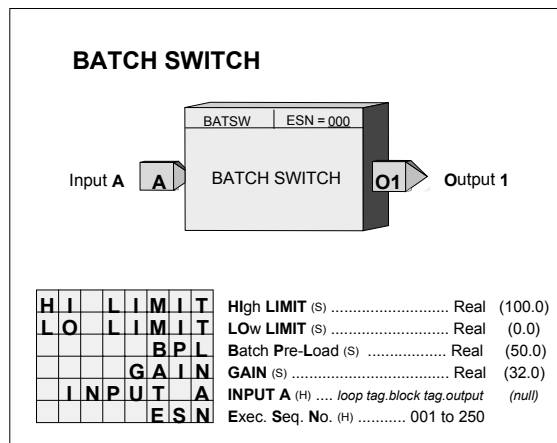 BATCH SWITCH
BATSW ESN = 000
Input A A BATCH SWITCH O1 Output 1
HI LIMIT HIgh LIMIT (S) .......................... Real (100.0)
LO LIMIT LOw LIMIT (S) ........................... Real (0.0)
BPL Batch Pre-Load (S) .................. Real (50.0)
GAIN GAIN (S) ................................... Real (32.0)
INPUT A INPUT A (H) .... loop tag.block tag.output (null)
ESN Exec. Seq. No. (H) ........... 001 to 250